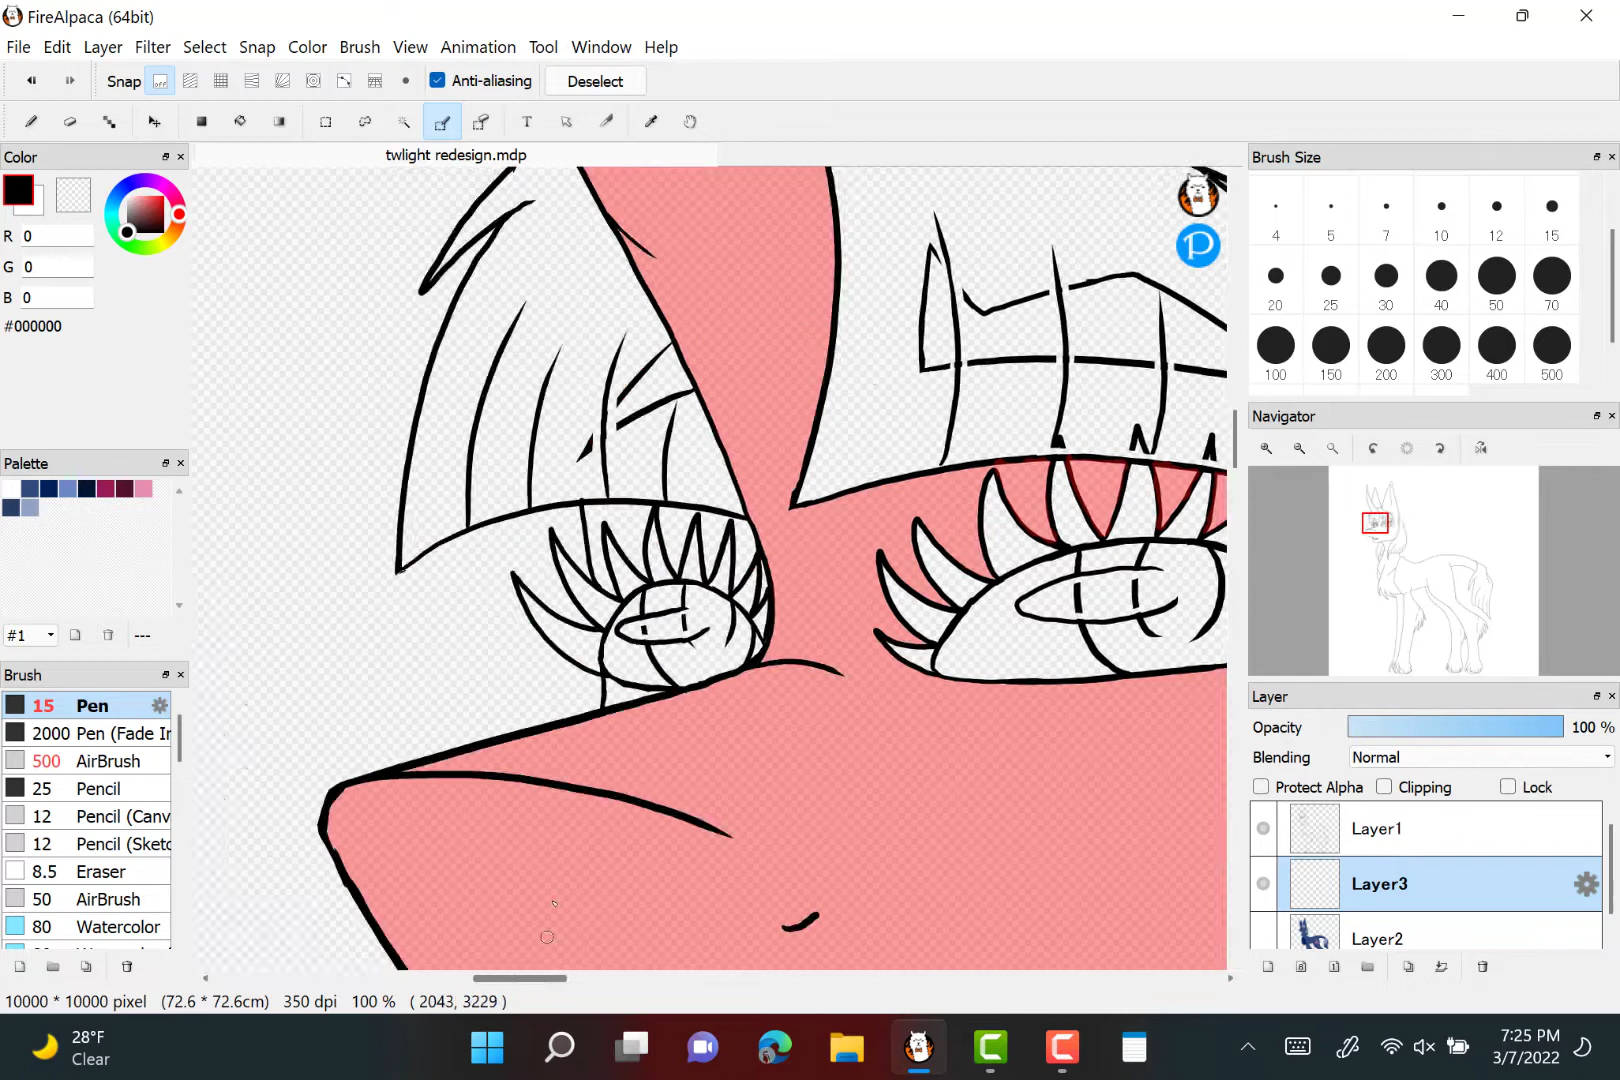 FireAlpaca (64bit)
File Edit Layer Filter Select Snap Color Brush View Animation Tool Window Help
Snap off Anti-aliasing Deselect
Color
twlight redesign.mdp
Brush Size
R 0
G 0
B 0
#000000
4 5 7 10 12 15
20 25 30 40 50 70
100 150 200 300 400 500
P
Navigator
Palette
#1 ---
Brush
15 Pen
2000 Pen (Fade In
500 AirBrush
25 Pencil
12 Pencil (Canv
12 Pencil (Sketc
8.5 Eraser
50 AirBrush
80 Watercolor
Layer
Opacity 100 %
Blending Normal
Protect Alpha Clipping Lock
Layer1
Layer3
Layer2
10000 * 10000 pixel (72.6 * 72.6cm) 350 dpi 100 % ( 2043, 3229 )
28°F
Clear
7:25 PM
3/7/2022